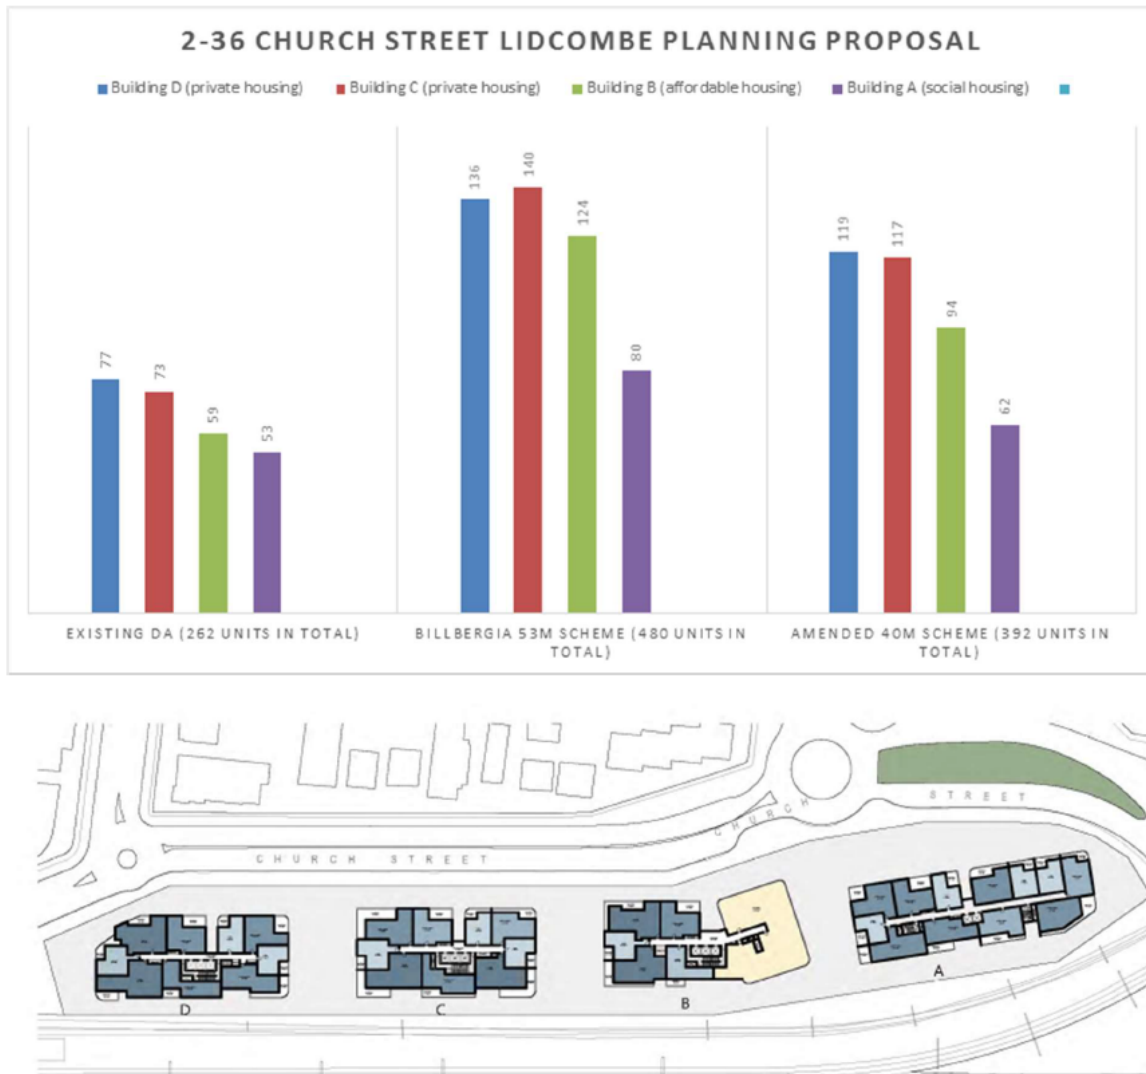 2-36 CHURCH STREET LIDCOMBE PLANNING PROPOSAL
Building D (private housing) Building C (private housing) Building B (affordable housing) Building A (social housing)
77
73
59
53
136
140
124
80
119
117
94
62
EXISTING DA (262 UNITS IN TOTAL)
BILLBERGIA 53M SCHEME (480 UNITS IN
TOTAL)
AMENDED 40M SCHEME (392 UNITS IN
TOTAL)
CHURCH STREET
CHURCH STREET
D
C
B
A